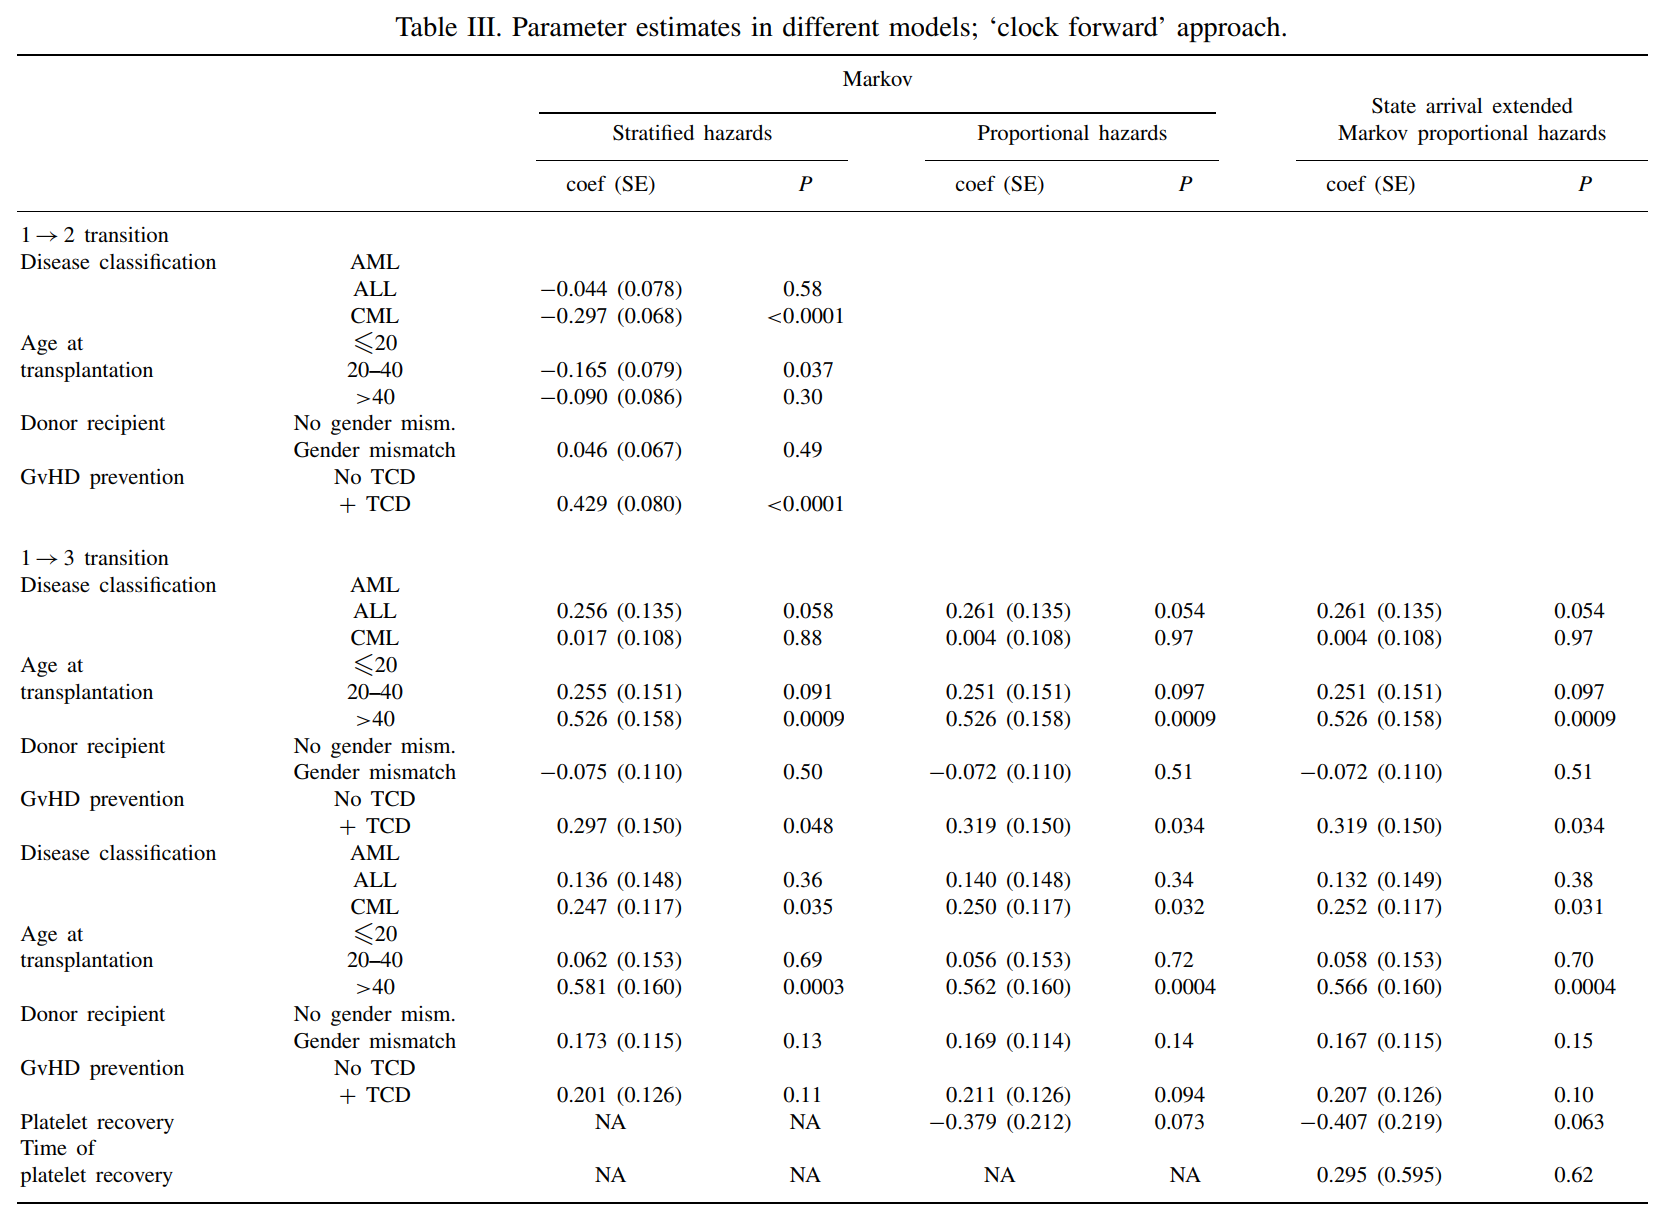 Table III. Parameter estimates in different models; ‘clock forward’ approach.
Markov
State arrival extended
Stratified hazards Proportional hazards Markov proportional hazards
coef (SE) P coef (SE) P coef (SE) P
1 → 2 transition
Disease classification AML
ALL −0.044 (0.078) 0.58
CML −0.297 (0.068) <0.0001
Age at ⩽20
transplantation 20–40 −0.165 (0.079) 0.037
>40 −0.090 (0.086) 0.30
Donor recipient No gender mism.
Gender mismatch 0.046 (0.067) 0.49
GvHD prevention No TCD
+ TCD 0.429 (0.080) <0.0001
1 → 3 transition
Disease classification AML
ALL 0.256 (0.135) 0.058 0.261 (0.135) 0.054 0.261 (0.135) 0.054
CML 0.017 (0.108) 0.88 0.004 (0.108) 0.97 0.004 (0.108) 0.97
Age at ⩽20
transplantation 20–40 0.255 (0.151) 0.091 0.251 (0.151) 0.097 0.251 (0.151) 0.097
>40 0.526 (0.158) 0.0009 0.526 (0.158) 0.0009 0.526 (0.158) 0.0009
Donor recipient No gender mism.
Gender mismatch −0.075 (0.110) 0.50 −0.072 (0.110) 0.51 −0.072 (0.110) 0.51
GvHD prevention No TCD
+ TCD 0.297 (0.150) 0.048 0.319 (0.150) 0.034 0.319 (0.150) 0.034
Disease classification AML
ALL 0.136 (0.148) 0.36 0.140 (0.148) 0.34 0.132 (0.149) 0.38
CML 0.247 (0.117) 0.035 0.250 (0.117) 0.032 0.252 (0.117) 0.031
Age at ⩽20
transplantation 20–40 0.062 (0.153) 0.69 0.056 (0.153) 0.72 0.058 (0.153) 0.70
>40 0.581 (0.160) 0.0003 0.562 (0.160) 0.0004 0.566 (0.160) 0.0004
Donor recipient No gender mism.
Gender mismatch 0.173 (0.115) 0.13 0.169 (0.114) 0.14 0.167 (0.115) 0.15
GvHD prevention No TCD
+ TCD 0.201 (0.126) 0.11 0.211 (0.126) 0.094 0.207 (0.126) 0.10
Platelet recovery NA NA −0.379 (0.212) 0.073 −0.407 (0.219) 0.063
Time of
platelet recovery NA NA NA NA 0.295 (0.595) 0.62